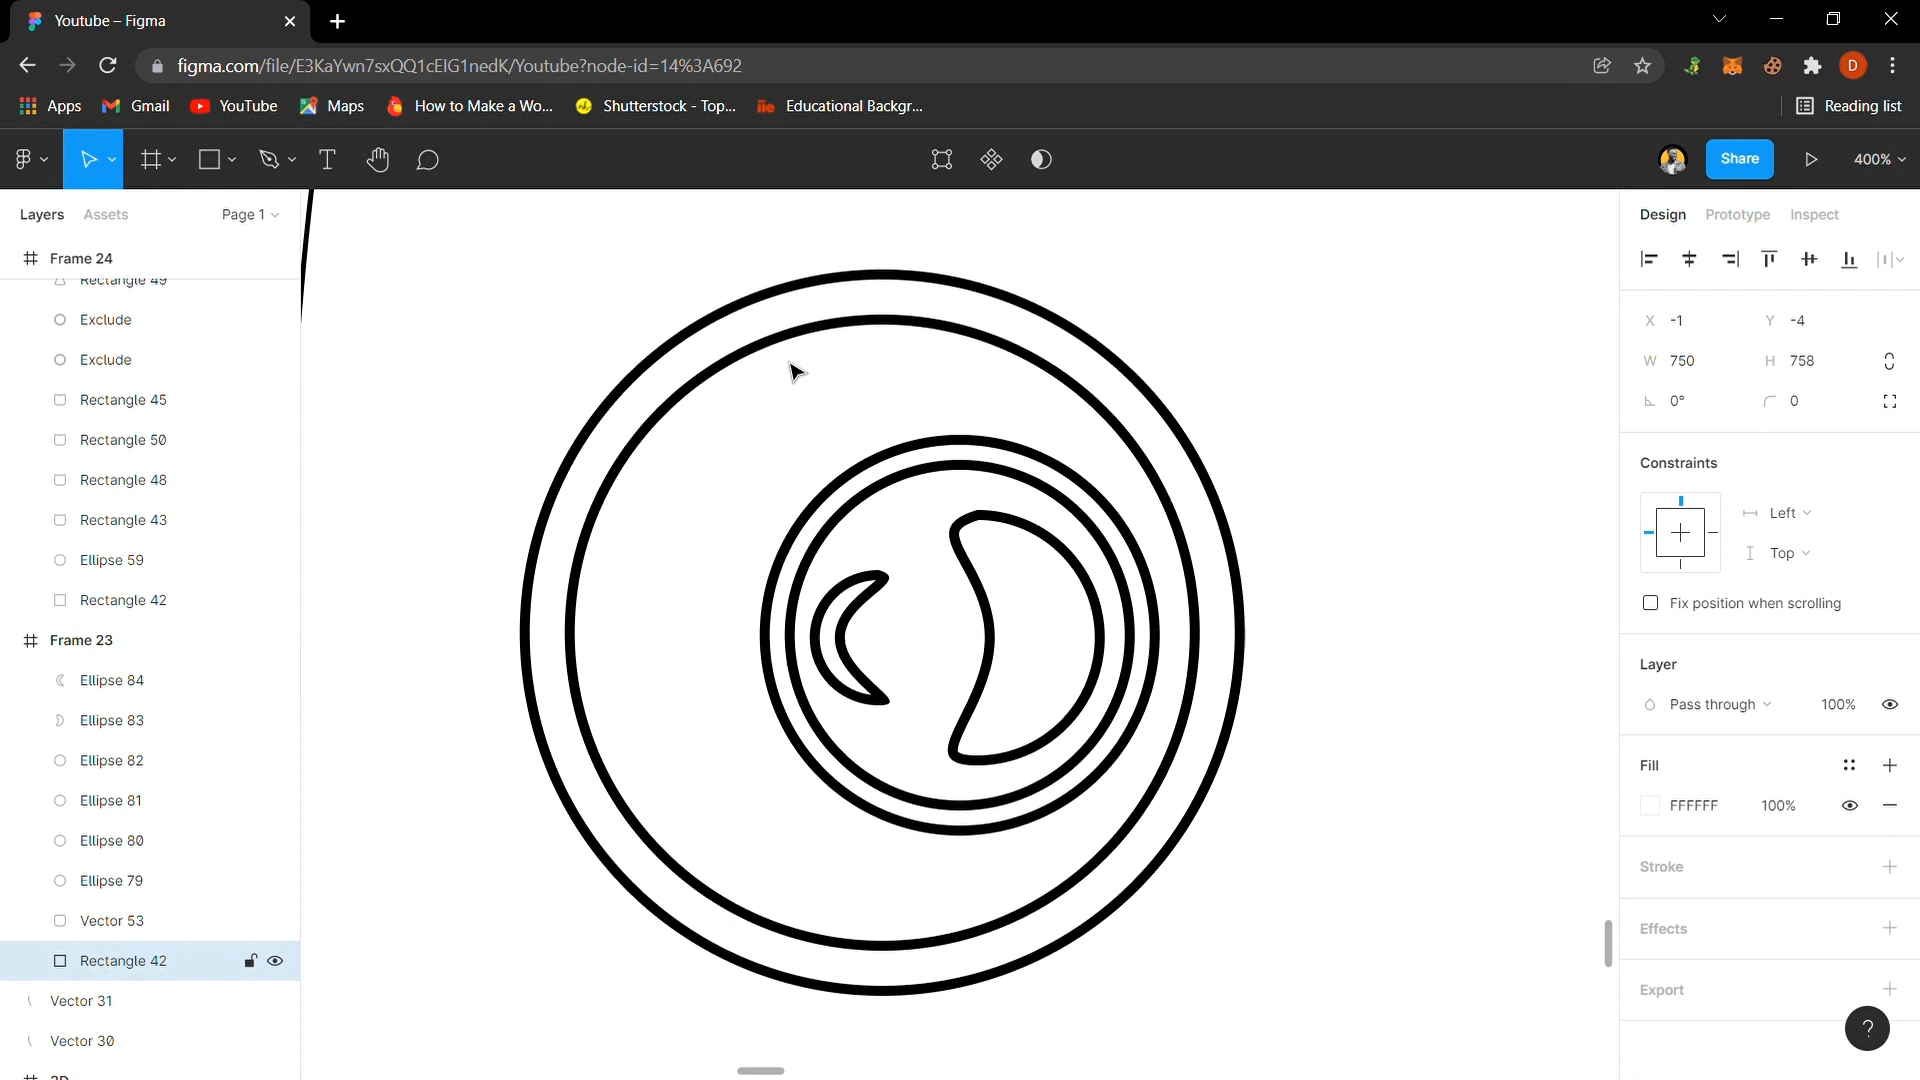 Youtube – Figma
figma.com/file/E3KaYwn7sxQQ1cEIG1nedK/Youtube?node-id=14%3A692
D
Apps
Gmail
YouTube
Maps
How to Make a Wo...
Shutterstock - Top...
Educational Backgr...
Reading list
Share
400%
Layers
Assets
Page 1
Frame 24
Rectangle 49
Exclude
Exclude
Rectangle 45
Rectangle 50
Rectangle 48
Rectangle 43
Ellipse 59
Rectangle 42
Frame 23
Ellipse 84
Ellipse 83
Ellipse 82
Ellipse 81
Ellipse 80
Ellipse 79
Vector 53
Rectangle 42
Vector 31
Vector 30
Design
Prototype
Inspect
X -1
Y -4
W 750
H 758
0°
0
Constraints
Left
Top
Fix position when scrolling
Layer
Pass through
100%
Fill
FFFFFF
100%
Stroke
Effects
Export
?